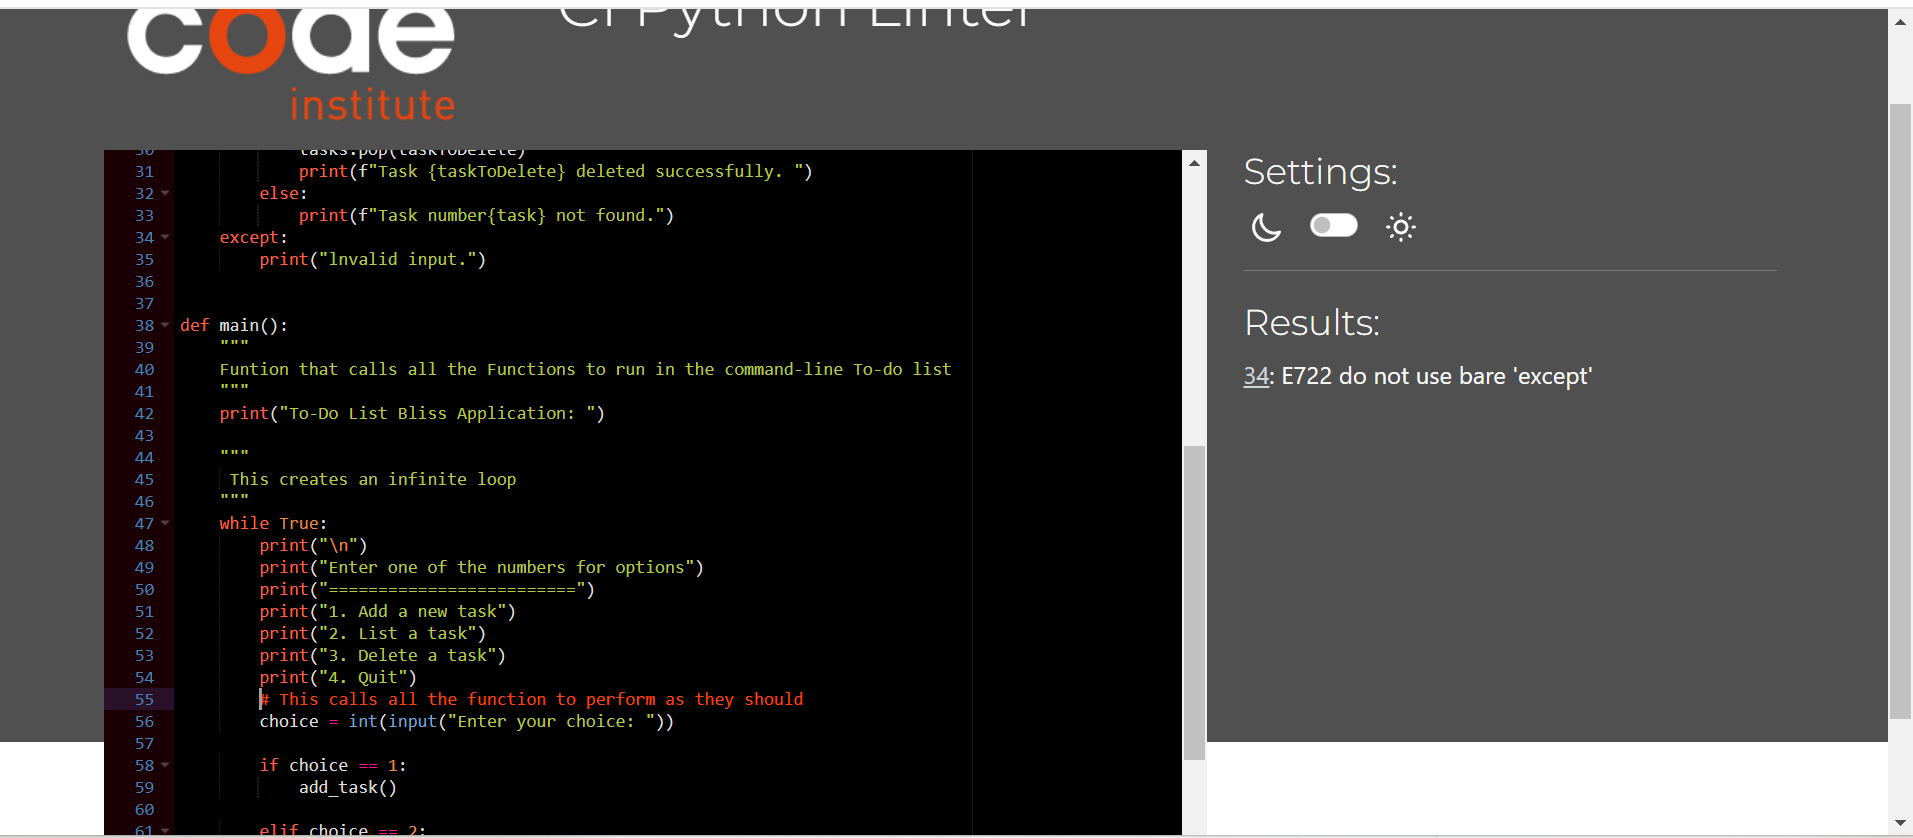 code
institute
CI Python Linter
30 tasks.pop(taskToDelete)
31 print(f"Task {taskToDelete} deleted successfully. ")
32 else:
33 print(f"Task number{task} not found.")
34 except:
35 print("lnvalid input.")
36
37
38 def main():
39 """
40 Funtion that calls all the Functions to run in the command-line To-do list
41 """
42 print("To-Do List Bliss Application: ")
43
44 """
45 This creates an infinite loop
46 """
47 while True:
48 print("\n")
49 print("Enter one of the numbers for options")
50 print("=========================")
51 print("1. Add a new task")
52 print("2. List a task")
53 print("3. Delete a task")
54 print("4. Quit")
55 # This calls all the function to perform as they should
56 choice = int(input("Enter your choice: "))
57
58 if choice == 1:
59 add_task()
60
61 elif choice == 2:
Settings:
Results:
34: E722 do not use bare 'except'